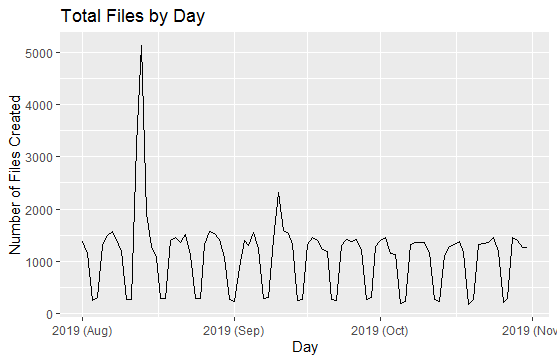 Total Files by Day
Number of Files Created
5000
4000
3000
2000
1000
0
2019 (Aug)
2019 (Sep)
2019 (Oct)
2019 (Nov
Day